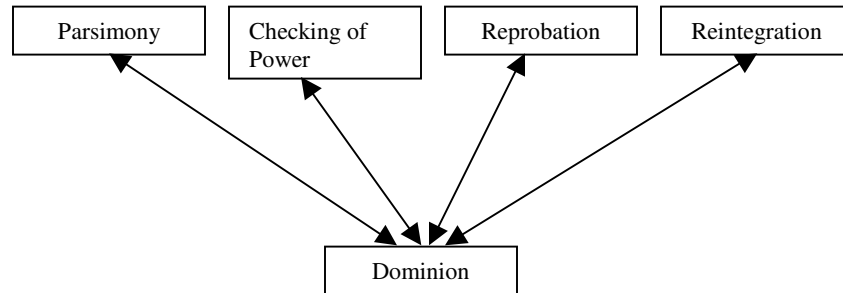 Parsimony
Checking of
Power
Reprobation
Reintegration
Dominion